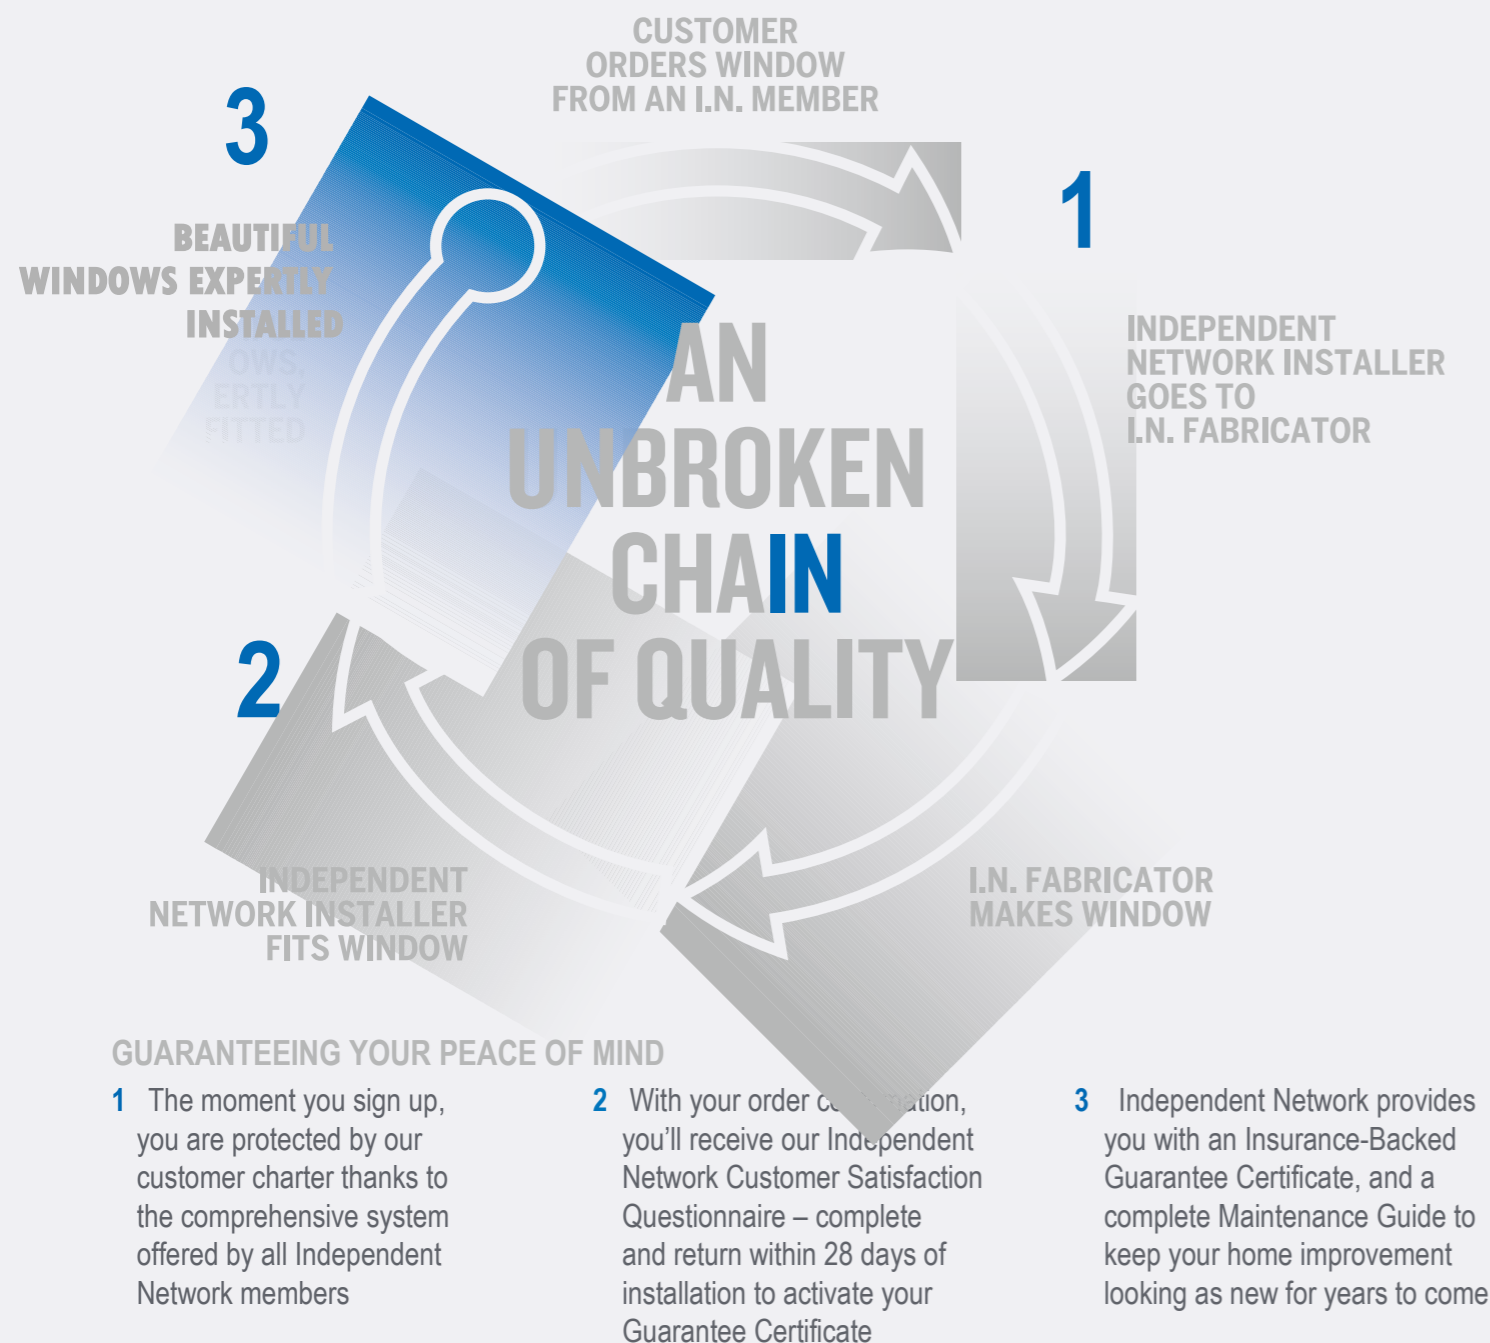 CUSTOMER
ORDERS WINDOW
FROM AN I.N. MEMBER
3
1
BEAUTIFUL
WINDOWS EXPERTLY
INSTALLED
OWS,
ERTLY
FITTED
INDEPENDENT
NETWORK INSTALLER
GOES TO
I.N. FABRICATOR
AN
UNBROKEN
CHAIN
OF QUALITY
2
INDEPENDENT
NETWORK INSTALLER
FITS WINDOW
I.N. FABRICATOR
MAKES WINDOW
GUARANTEEING YOUR PEACE OF MIND
1 The moment you sign up,
you are protected by our
customer charter thanks to
the comprehensive system
offered by all Independent
Network members
2 With your order
you'll receive our Independent
Network Customer Satisfaction
Questionnaire – complete
and return within 28 days of
installation to activate your
Guarantee Certificate
3 Independent Network provides
you with an Insurance-Backed
Guarantee Certificate, and a
complete Maintenance Guide to
keep your home improvement
looking as new for years to come